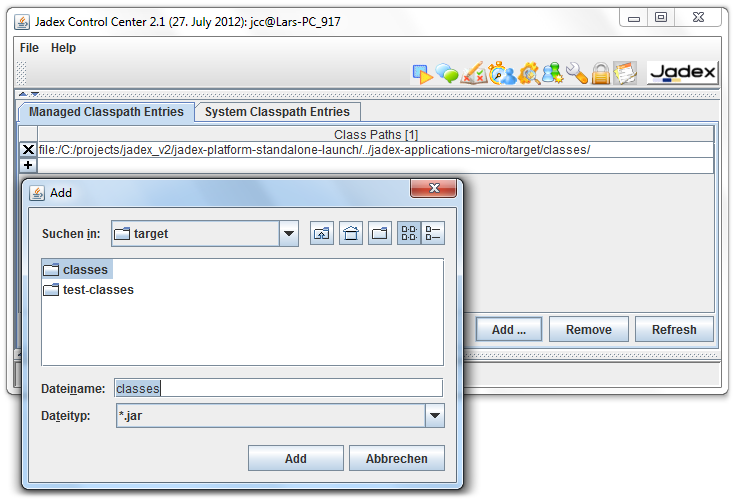 Jadex Control Center 2.1 (27. July 2012): jcc@Lars-PC_917
File Help
Jadex
Managed Classpath Entries System Classpath Entries
Class Paths [1]
file:/C:/projects/jadex_v2/jadex-platform-standalone-launch/../jadex-applications-micro/target/classes/
Add
Suchen in: target
classes
test-classes
Add ... Remove Refresh
Dateiname: classes
Dateityp: *.jar
Add Abbrechen